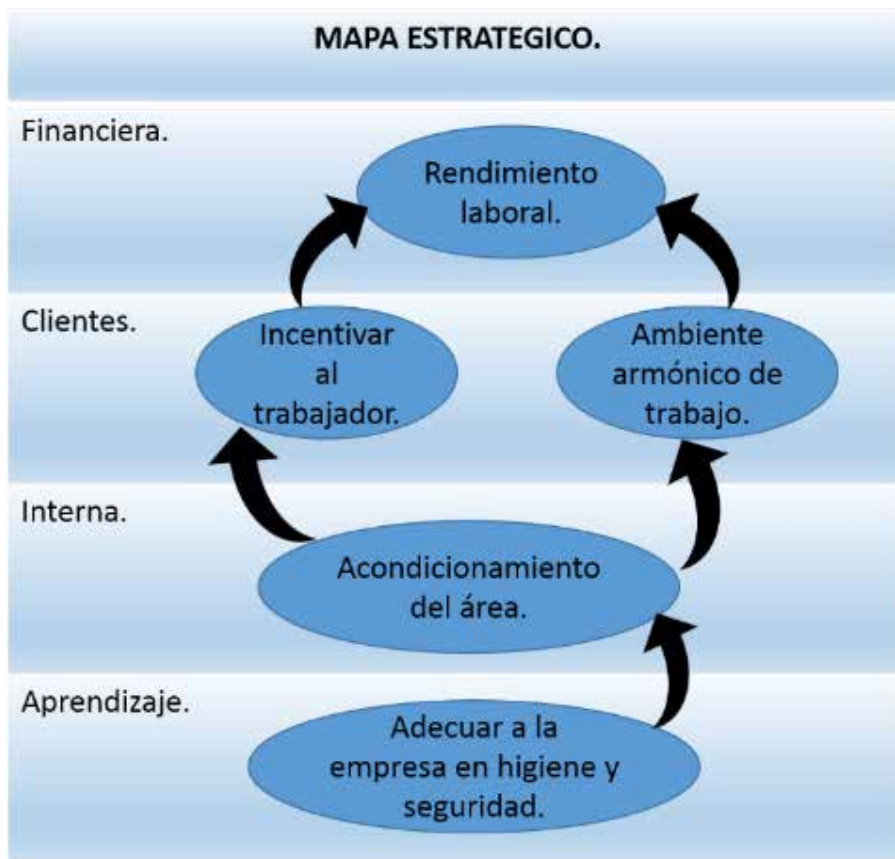 MAPA ESTRATEGICO.
Financiera.
Rendimiento
laboral.
Clientes.
Incentivar
al
trabajador.
Ambiente
armónico de
trabajo.
Interna.
Acondicionamiento
del área.
Aprendizaje.
Adecuar a la
empresa en higiene y
seguridad.